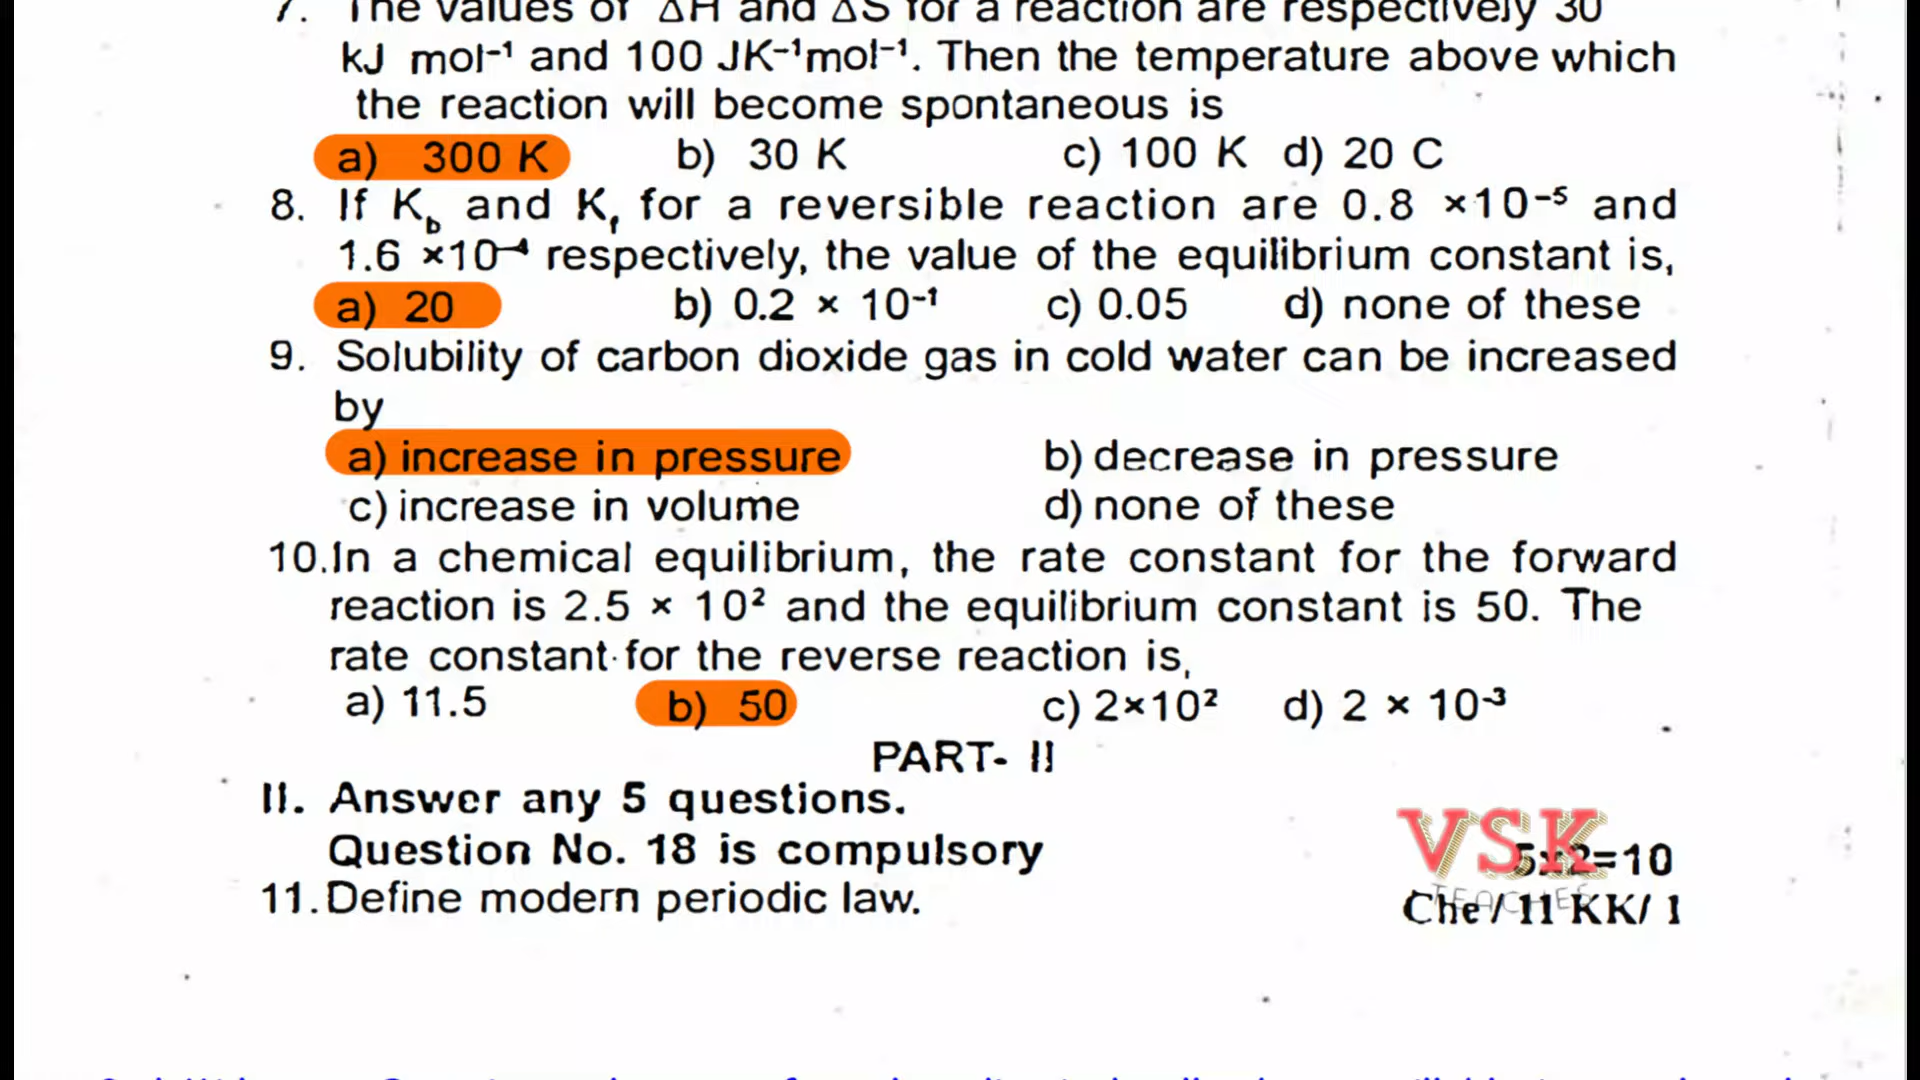 7. The values of ΔH and ΔS for a reaction are respectively 30
kJ mol⁻¹ and 100 JK⁻¹mol⁻¹. Then the temperature above which
the reaction will become spontaneous is
a) 300 K b) 30 K c) 100 K d) 20 C
8. If K_b and K_f for a reversible reaction are 0.8 ×10⁻⁵ and
1.6 ×10⁻⁴ respectively, the value of the equilibrium constant is,
a) 20 b) 0.2 × 10⁻¹ c) 0.05 d) none of these
9. Solubility of carbon dioxide gas in cold water can be increased
by
a) increase in pressure b) decrease in pressure
c) increase in volume d) none of these
10. In a chemical equilibrium, the rate constant for the forward
reaction is 2.5 × 10² and the equilibrium constant is 50. The
rate constant for the reverse reaction is,
a) 11.5 b) 50 c) 2×10² d) 2 × 10⁻³
PART- II
II. Answer any 5 questions.
Question No. 18 is compulsory 5x2=10
VSK
TEACHES
11. Define modern periodic law.
Che / 11 KK/ 1